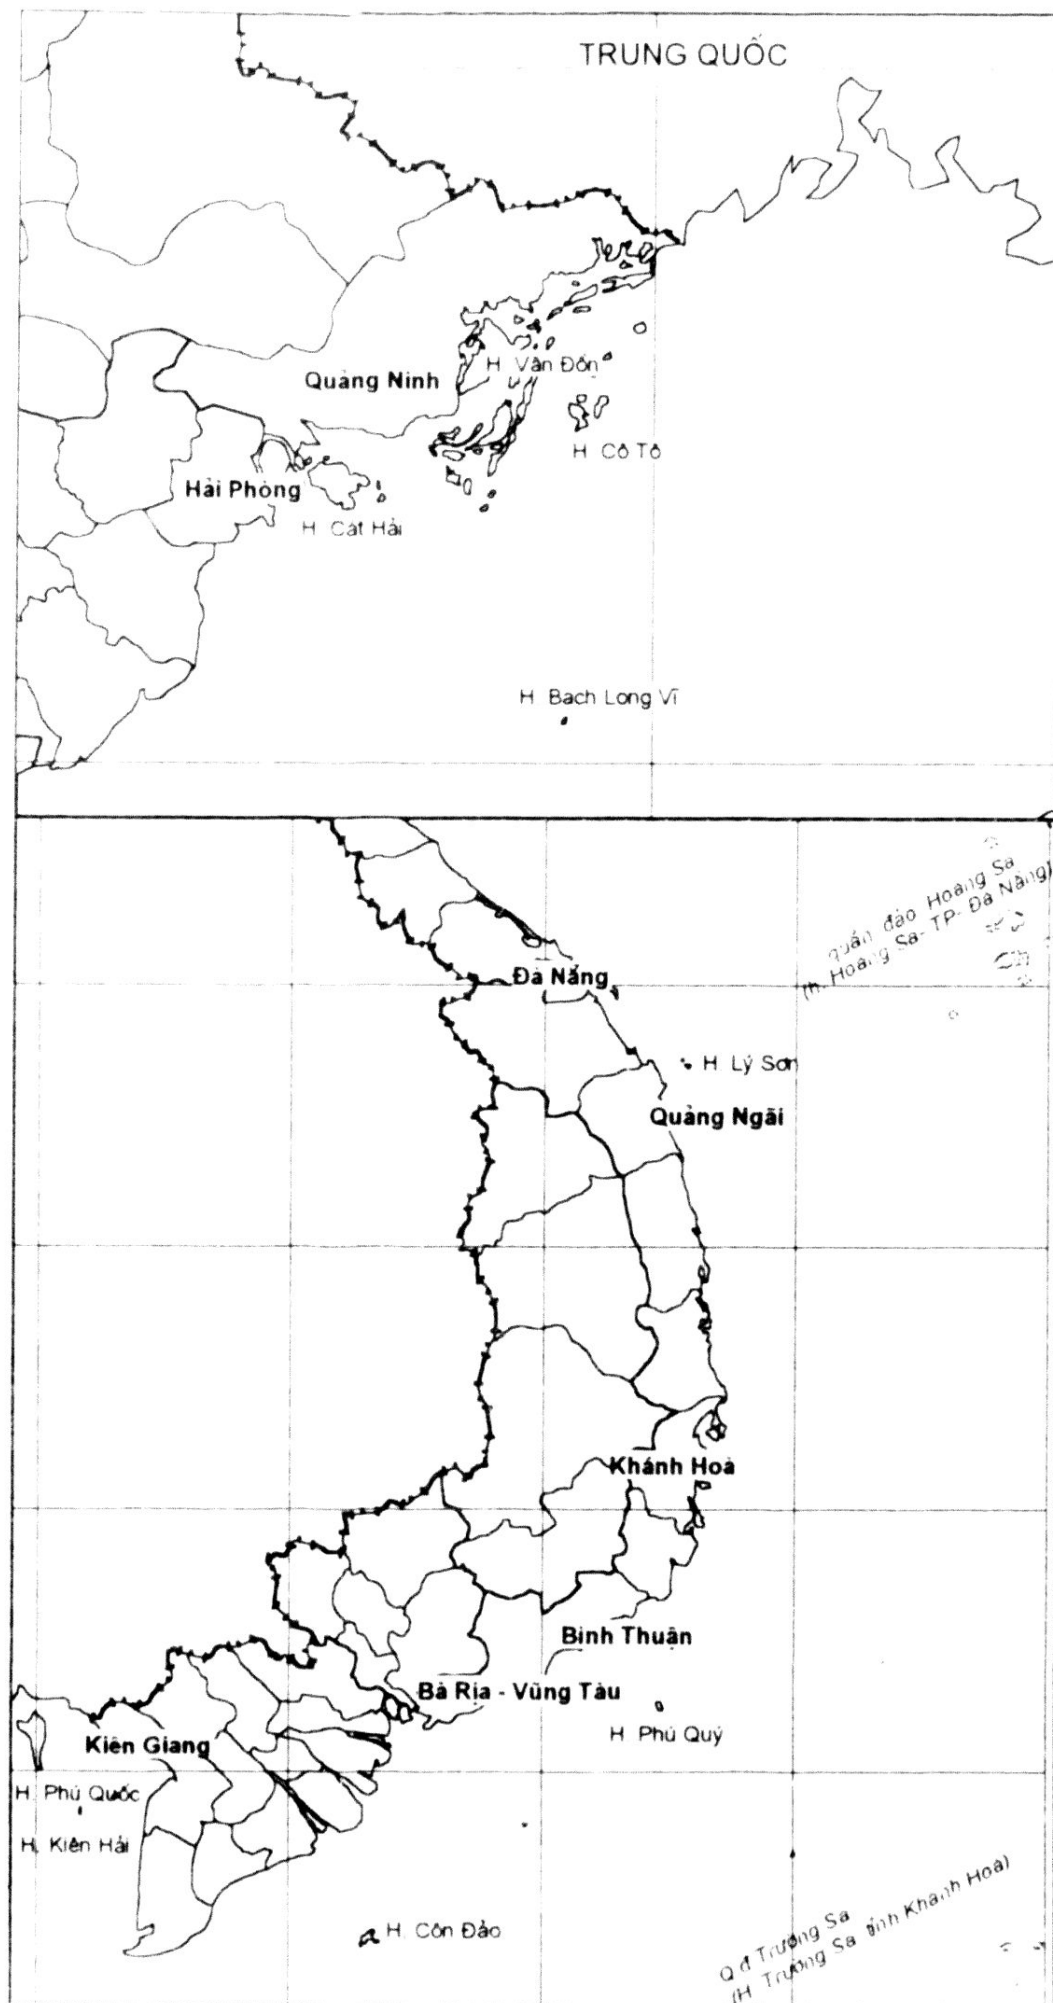 TRUNG QUỐC
H Vân Đồn
Quảng Ninh
H Cô Tô
Hải Phòng
H Cát Hải
H Bạch Long Vĩ
quần đảo Hoàng Sa
(h. Hoàng Sa- TP- Đà Nẵng)
Đà Nẵng
H Lý Sơn
Quảng Ngãi
Khánh Hoà
Bình Thuận
Bà Rịa - Vũng Tàu
H Phú Quý
Kiên Giang
H Phú Quốc
H. Kiên Hải
H Côn Đảo
Q đ Trường Sa
(H Trường Sa tỉnh Khánh Hoà)